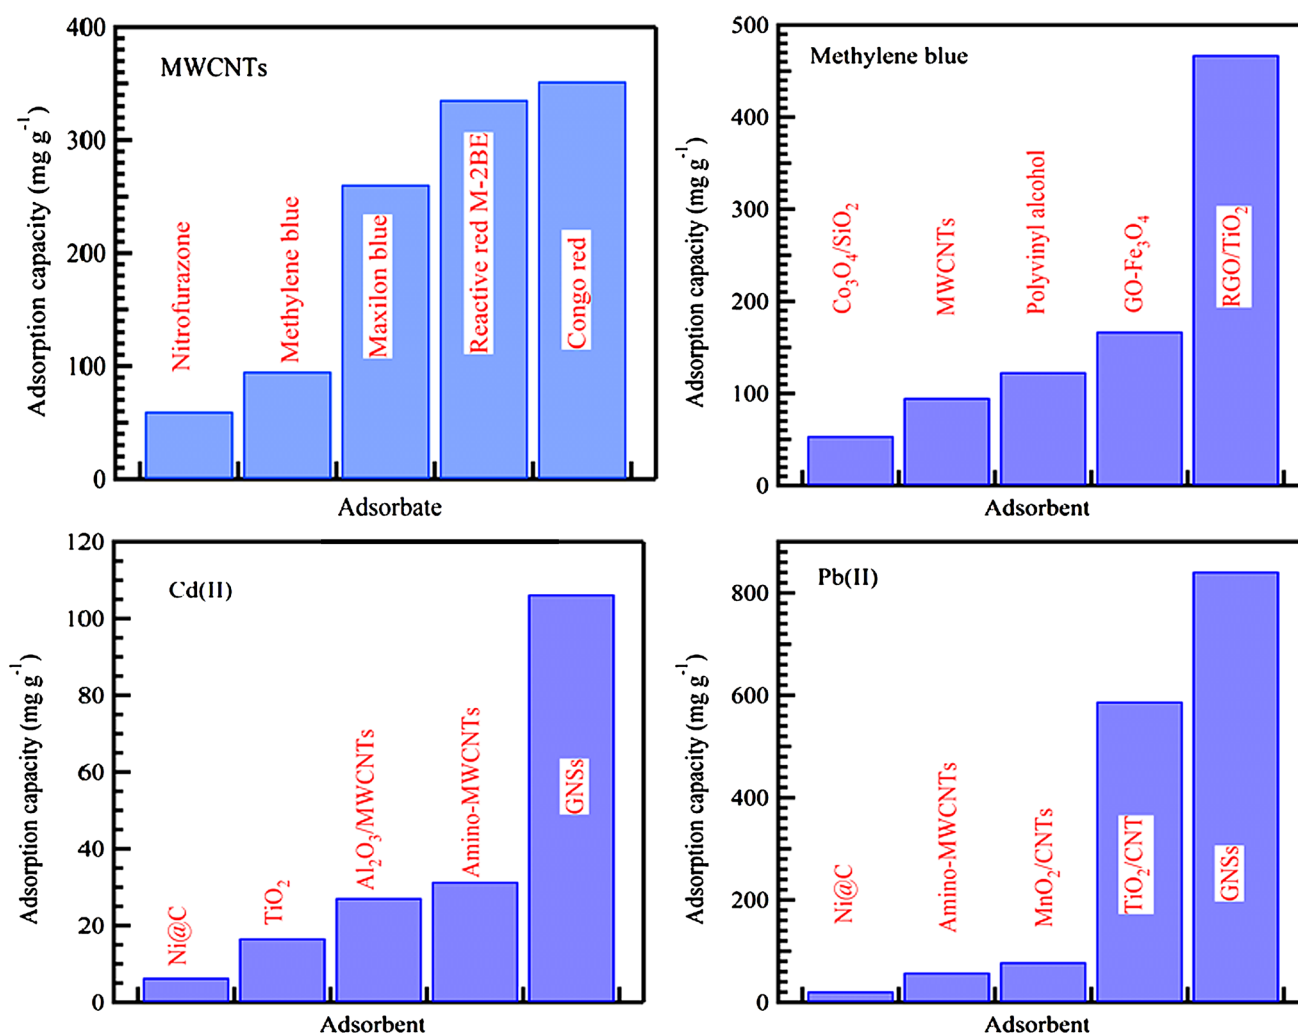 MWCNTs
Adsorption capacity (mg g⁻¹)
400
300
200
100
0
Nitrofurazone
Methylene blue
Maxilon blue
Reactive red M-2BE
Congo red
Adsorbate
Methylene blue
Adsorption capacity (mg g⁻¹)
500
400
300
200
100
0
Co₃O₄/SiO₂
MWCNTs
Polyvinyl alcohol
GO-Fe₃O₄
RGO/TiO₂
Adsorbent
Cd(II)
Adsorption capacity (mg g⁻¹)
120
100
80
60
40
20
0
Ni@C
TiO₂
Al₂O₃/MWCNTs
Amino-MWCNTs
GNSs
Adsorbent
Pb(II)
Adsorption capacity (mg g⁻¹)
800
600
400
200
0
Ni@C
Amino-MWCNTs
MnO₂/CNTs
TiO₂/CNT
GNSs
Adsorbent